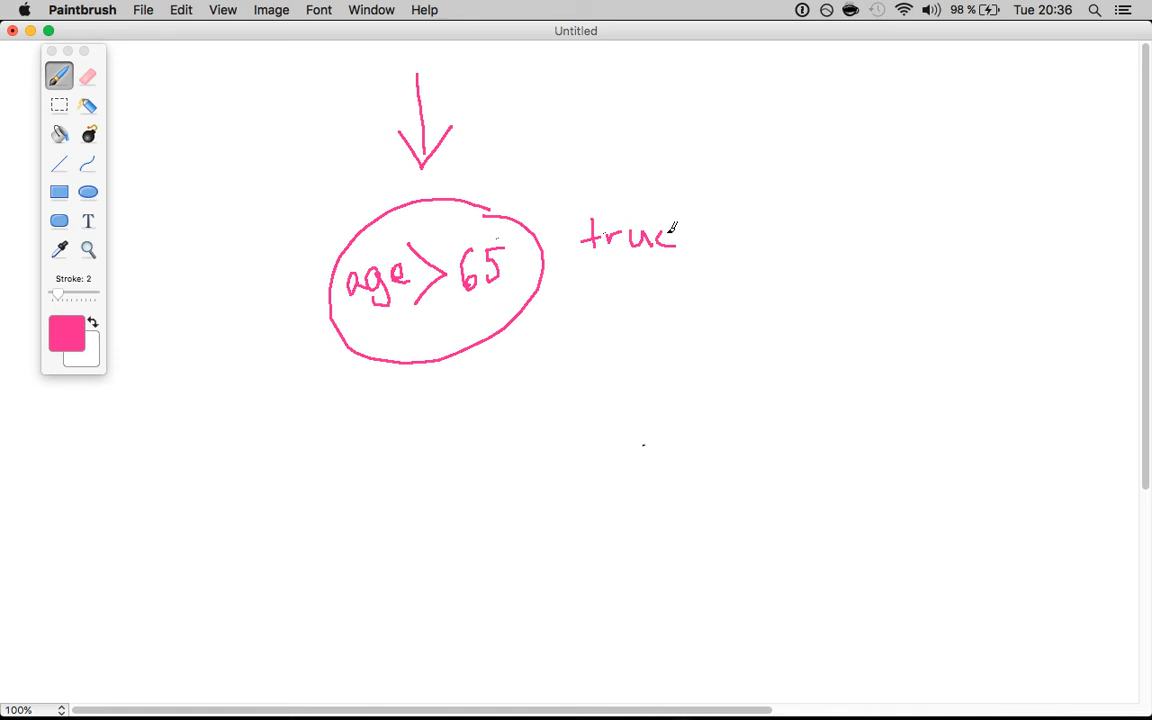 Paintbrush File Edit View Image Font Window Help 98 % Tue 20:36
Untitled
T
Stroke: 2
age > 65
true
100%